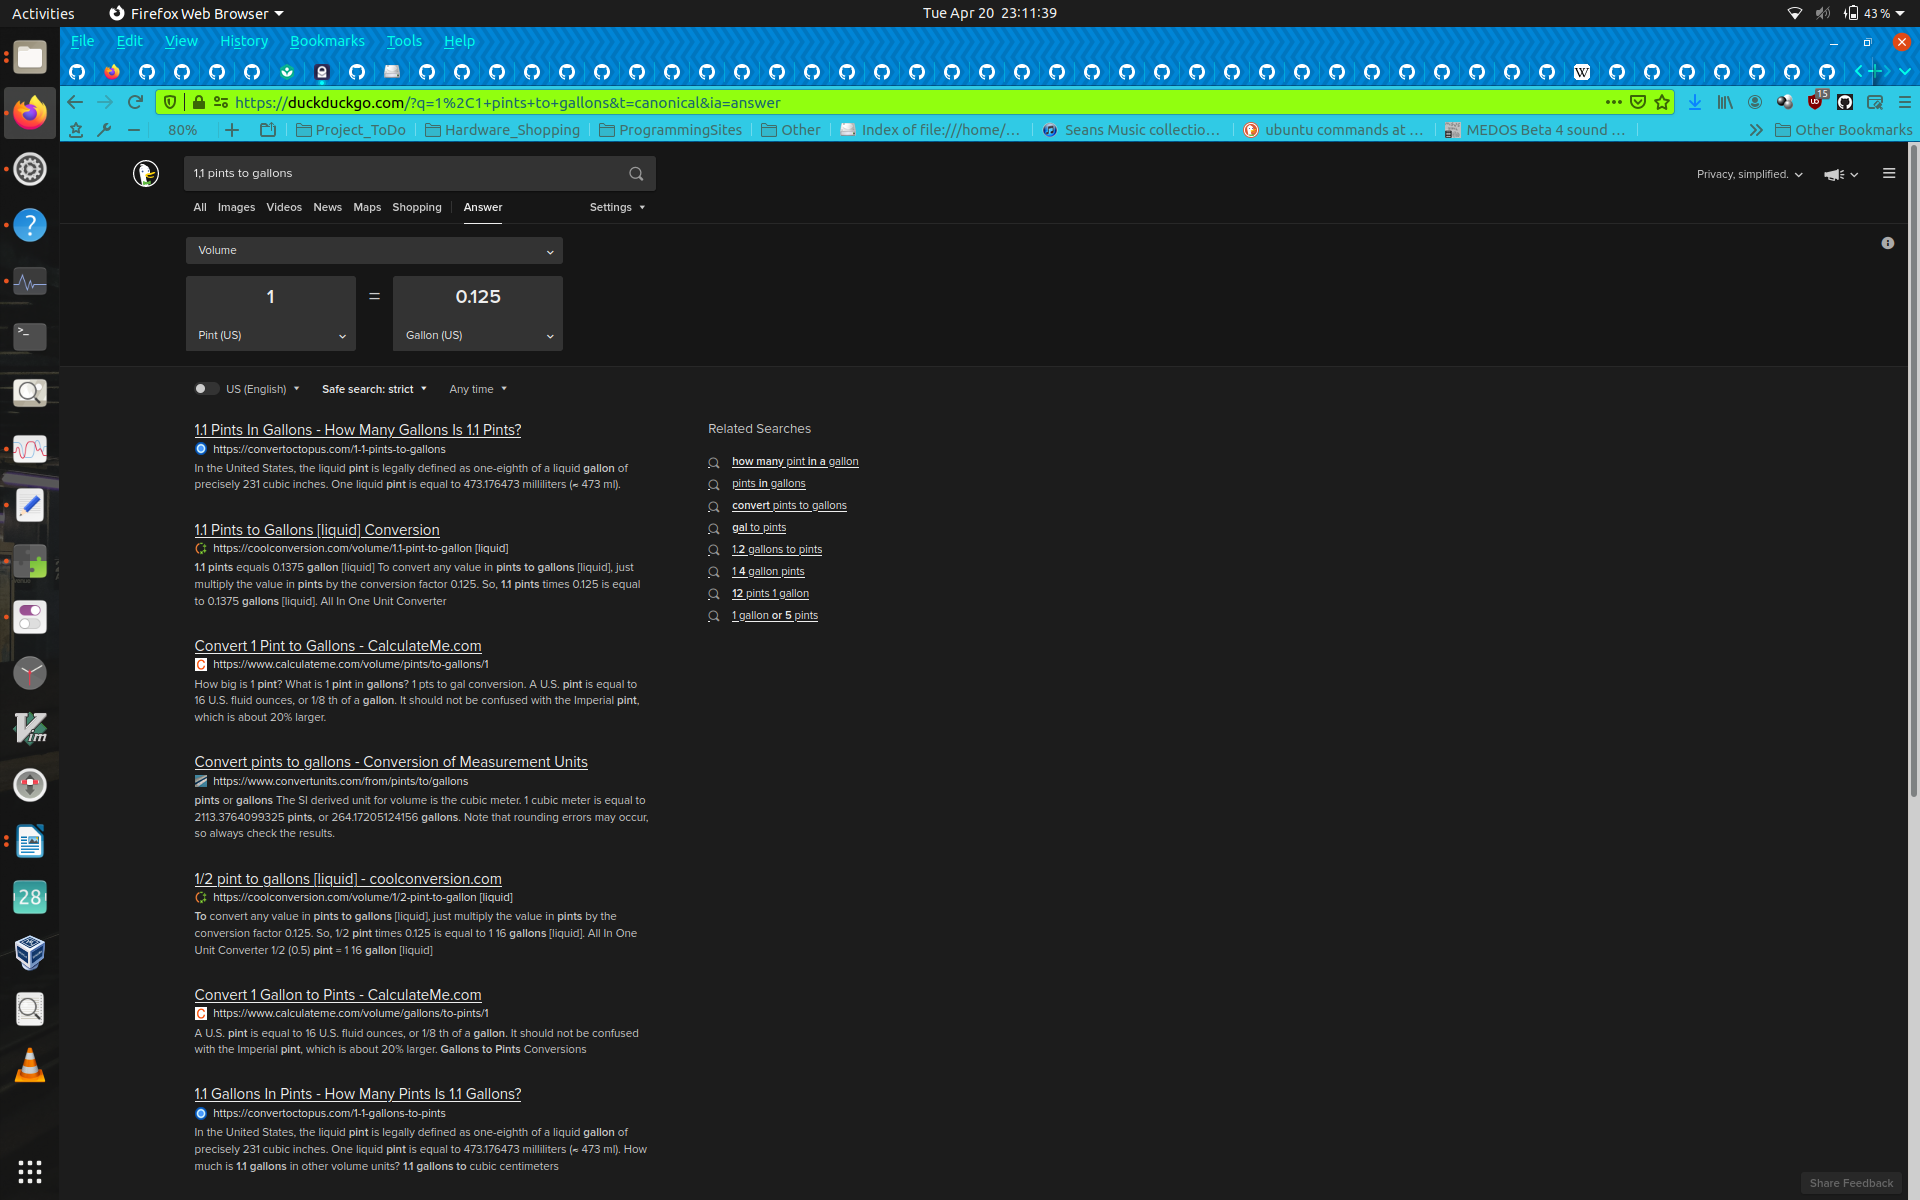 Activities
Firefox Web Browser
Tue Apr 20 23:11:39
43 %
File Edit View History Bookmarks Tools Help
https://duckduckgo.com/?q=1%2C1+pints+to+gallons&t=canonical&ia=answer
15
80%
Project_ToDo
Hardware_Shopping
ProgrammingSites
Other
Index of file:///home/...
Seans Music collectio...
ubuntu commands at ...
MEDOS Beta 4 sound ...
Other Bookmarks
1,1 pints to gallons
Privacy, simplified.
All Images Videos News Maps Shopping Answer Settings
Volume
1 = 0.125
Pint (US) Gallon (US)
US (English) Safe search: strict Any time
1.1 Pints In Gallons - How Many Gallons Is 1.1 Pints?
https://convertoctopus.com/1-1-pints-to-gallons
In the United States, the liquid pint is legally defined as one-eighth of a liquid gallon of
precisely 231 cubic inches. One liquid pint is equal to 473.176473 milliliters (≈ 473 ml).
1.1 Pints to Gallons [liquid] Conversion
https://coolconversion.com/volume/1.1-pint-to-gallon [liquid]
1.1 pints equals 0.1375 gallon [liquid] To convert any value in pints to gallons [liquid], just
multiply the value in pints by the conversion factor 0.125. So, 1.1 pints times 0.125 is equal
to 0.1375 gallons [liquid]. All In One Unit Converter
Convert 1 Pint to Gallons - CalculateMe.com
https://www.calculateme.com/volume/pints/to-gallons/1
How big is 1 pint? What is 1 pint in gallons? 1 pts to gal conversion. A U.S. pint is equal to
16 U.S. fluid ounces, or 1/8 th of a gallon. It should not be confused with the Imperial pint,
which is about 20% larger.
Convert pints to gallons - Conversion of Measurement Units
https://www.convertunits.com/from/pints/to/gallons
pints or gallons The SI derived unit for volume is the cubic meter. 1 cubic meter is equal to
2113.3764099325 pints, or 264.17205124156 gallons. Note that rounding errors may occur,
so always check the results.
1/2 pint to gallons [liquid] - coolconversion.com
https://coolconversion.com/volume/1/2-pint-to-gallon [liquid]
To convert any value in pints to gallons [liquid], just multiply the value in pints by the
conversion factor 0.125. So, 1/2 pint times 0.125 is equal to 1 16 gallons [liquid]. All In One
Unit Converter 1/2 (0.5) pint = 1 16 gallon [liquid]
Convert 1 Gallon to Pints - CalculateMe.com
https://www.calculateme.com/volume/gallons/to-pints/1
A U.S. pint is equal to 16 U.S. fluid ounces, or 1/8 th of a gallon. It should not be confused
with the Imperial pint, which is about 20% larger. Gallons to Pints Conversions
1.1 Gallons In Pints - How Many Pints Is 1.1 Gallons?
https://convertoctopus.com/1-1-gallons-to-pints
In the United States, the liquid pint is legally defined as one-eighth of a liquid gallon of
precisely 231 cubic inches. One liquid pint is equal to 473.176473 milliliters (≈ 473 ml). How
much is 1.1 gallons in other volume units? 1.1 gallons to cubic centimeters
Related Searches
how many pint in a gallon
pints in gallons
convert pints to gallons
gal to pints
1.2 gallons to pints
1 4 gallon pints
12 pints 1 gallon
1 gallon or 5 pints
Share Feedback
28